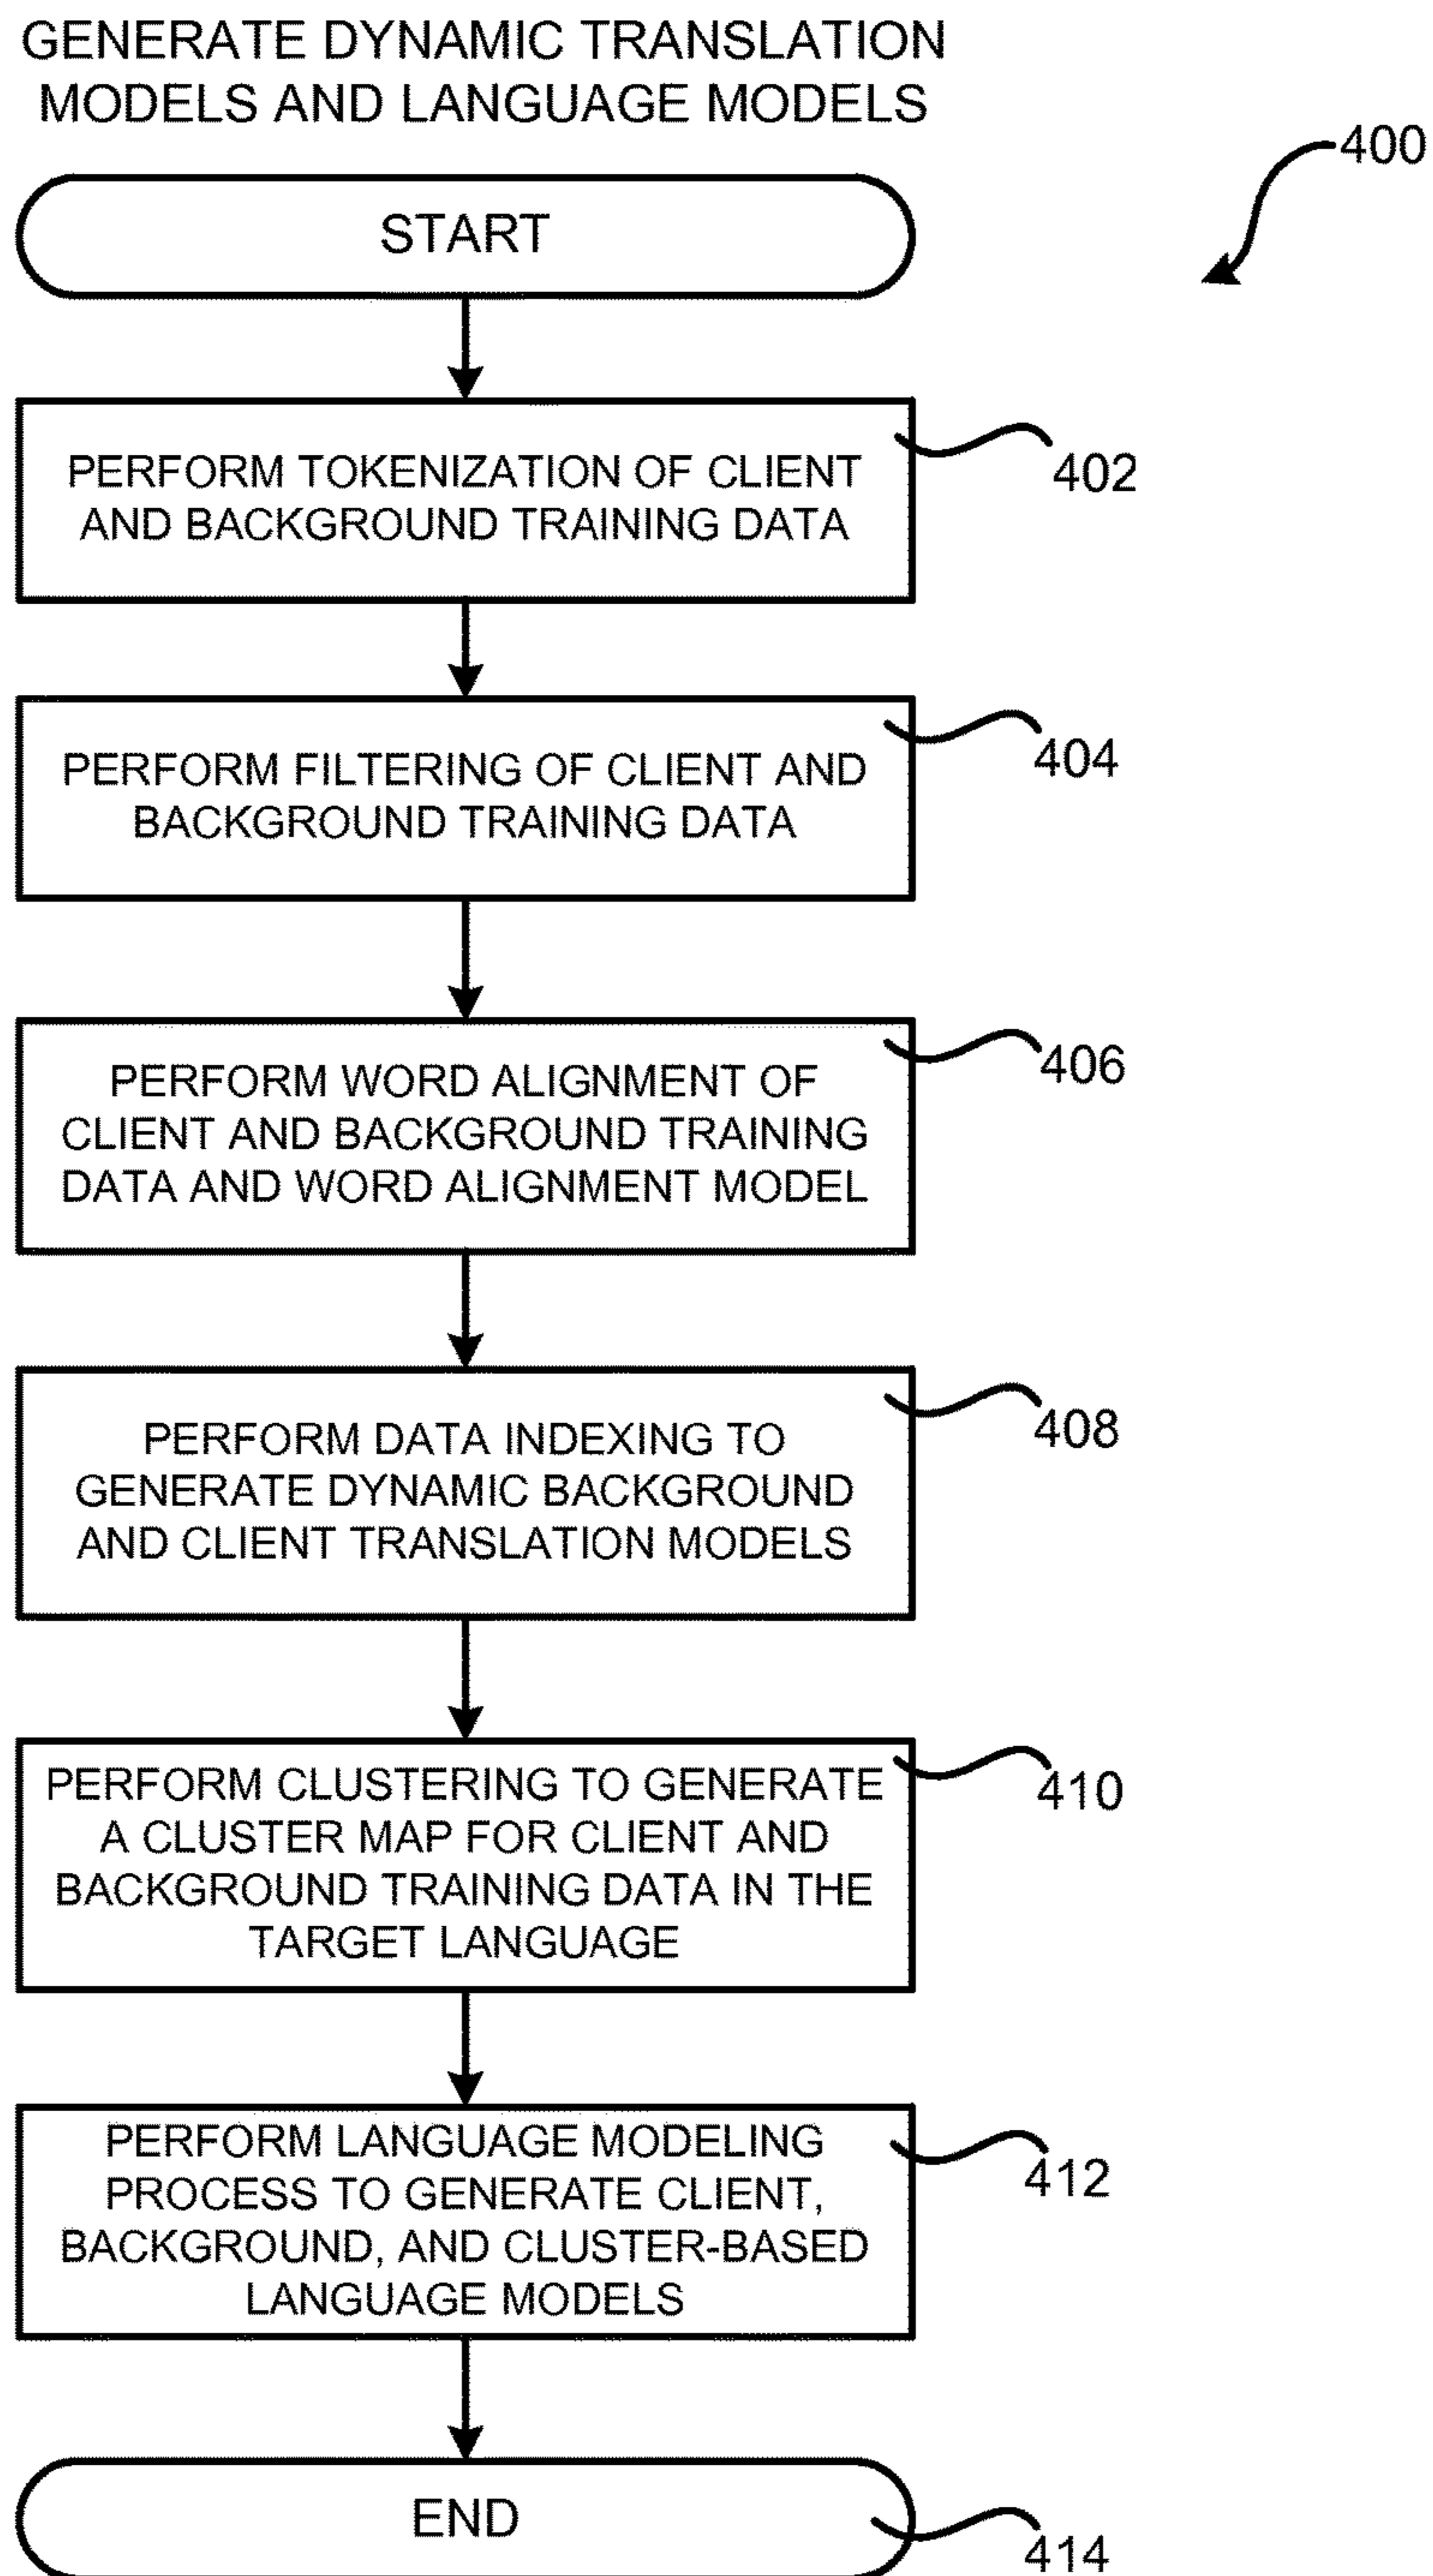 GENERATE DYNAMIC TRANSLATION
MODELS AND LANGUAGE MODELS
400
START
PERFORM TOKENIZATION OF CLIENT
AND BACKGROUND TRAINING DATA
402
PERFORM FILTERING OF CLIENT AND
BACKGROUND TRAINING DATA
404
PERFORM WORD ALIGNMENT OF
CLIENT AND BACKGROUND TRAINING
DATA AND WORD ALIGNMENT MODEL
406
PERFORM DATA INDEXING TO
GENERATE DYNAMIC BACKGROUND
AND CLIENT TRANSLATION MODELS
408
PERFORM CLUSTERING TO GENERATE
A CLUSTER MAP FOR CLIENT AND
BACKGROUND TRAINING DATA IN THE
TARGET LANGUAGE
410
PERFORM LANGUAGE MODELING
PROCESS TO GENERATE CLIENT,
BACKGROUND, AND CLUSTER-BASED
LANGUAGE MODELS
412
END
414